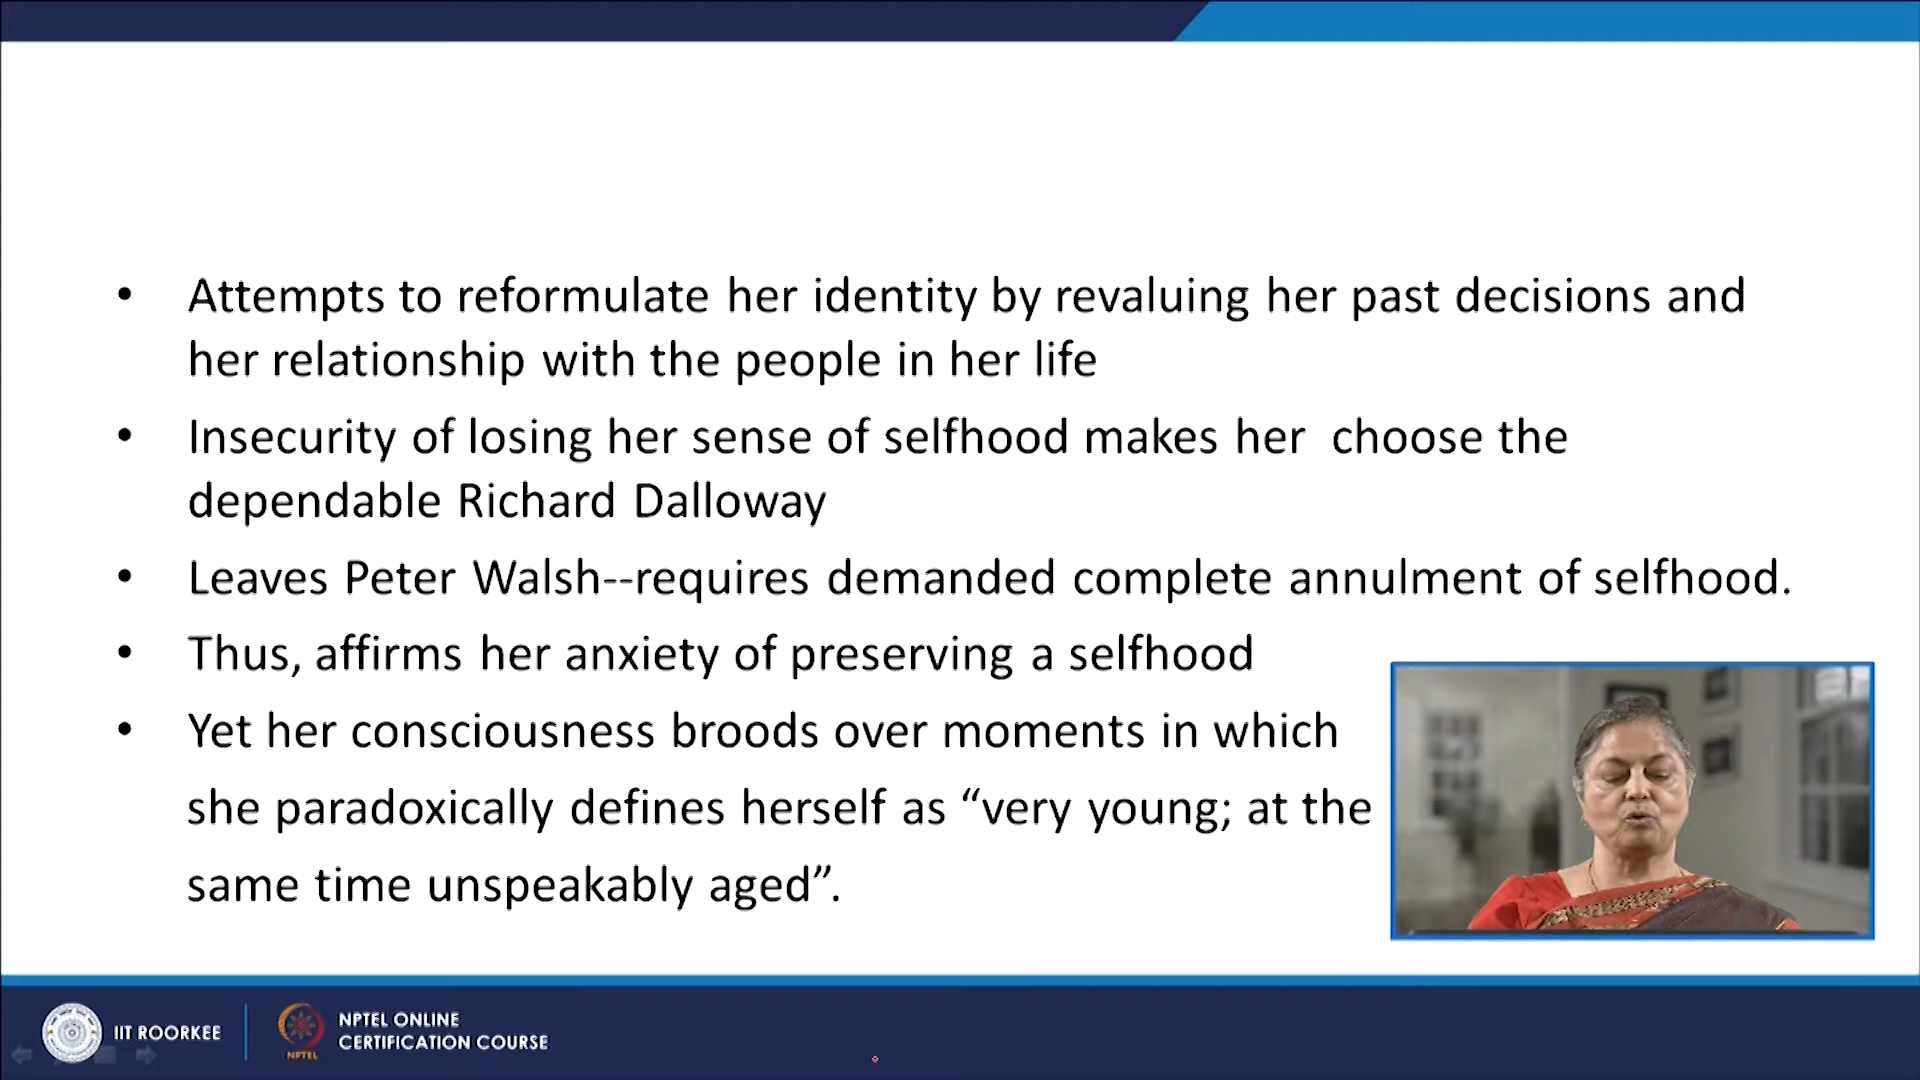 • Attempts to reformulate her identity by revaluing her past decisions and
her relationship with the people in her life
• Insecurity of losing her sense of selfhood makes her  choose the
dependable Richard Dalloway
• Leaves Peter Walsh--requires demanded complete annulment of selfhood.
• Thus, affirms her anxiety of preserving a selfhood
• Yet her consciousness broods over moments in which
she paradoxically defines herself as “very young; at the
same time unspeakably aged”.
IIT ROORKEE
NPTEL
NPTEL ONLINE
CERTIFICATION COURSE